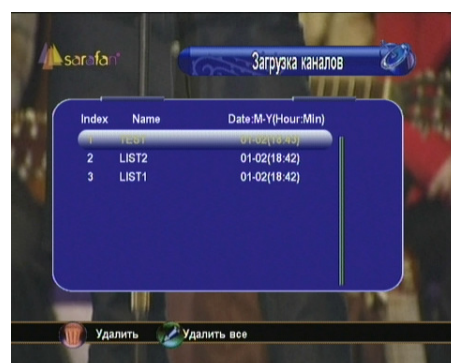 sarafan
Загрузка каналов
Index Name Date:M-Y(Hour:Min)
1 TEST 01-02(18:43)
2 LIST2 01-02(18:42)
3 LIST1 01-02(18:42)
Удалить Удалить все